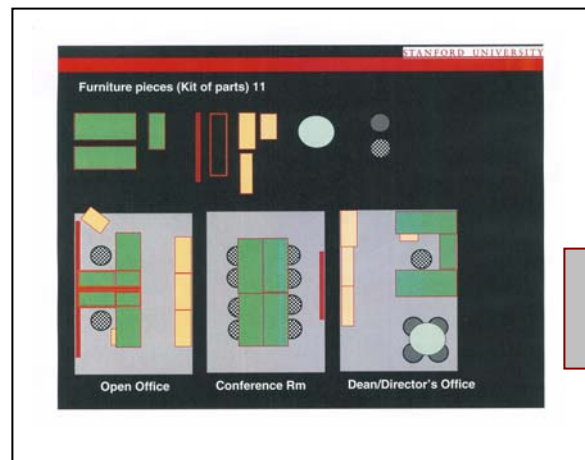 STANFORD UNIVERSITY
Furniture pieces (Kit of parts) 11
Open Office
Conference Rm
Dean/Director's Office